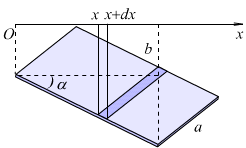 x x+dx
O b x
α
a